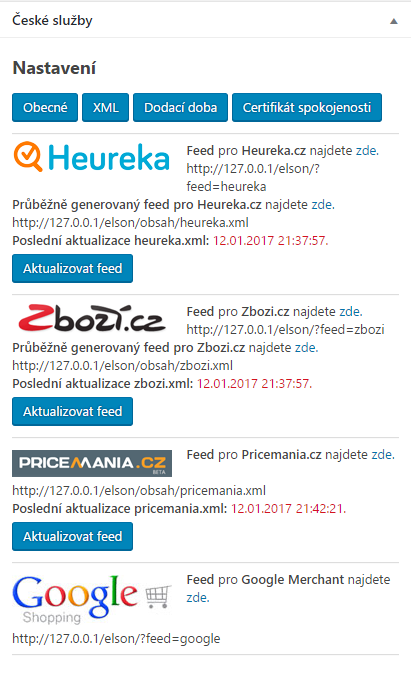 České služby
Nastavení
Obecné XML Dodací doba Certifikát spokojenosti
Heureka
Feed pro Heureka.cz najdete zde.
http://127.0.0.1/elson/?
feed=heureka
Průběžně generovaný feed pro Heureka.cz najdete zde.
http://127.0.0.1/elson/obsah/heureka.xml
Poslední aktualizace heureka.xml: 12.01.2017 21:37:57.
Aktualizovat feed
Zboží.cz
Feed pro Zbozi.cz najdete zde.
http://127.0.0.1/elson/?feed=zbozi
Průběžně generovaný feed pro Zbozi.cz najdete zde.
http://127.0.0.1/elson/obsah/zbozi.xml
Poslední aktualizace zbozi.xml: 12.01.2017 21:37:57.
Aktualizovat feed
PRICEMANIA.CZ
BETA
Feed pro Pricemania.cz najdete zde.
http://127.0.0.1/elson/obsah/pricemania.xml
Poslední aktualizace pricemania.xml: 12.01.2017 21:42:21.
Aktualizovat feed
Google
Shopping
Feed pro Google Merchant najdete
zde.
http://127.0.0.1/elson/?feed=google